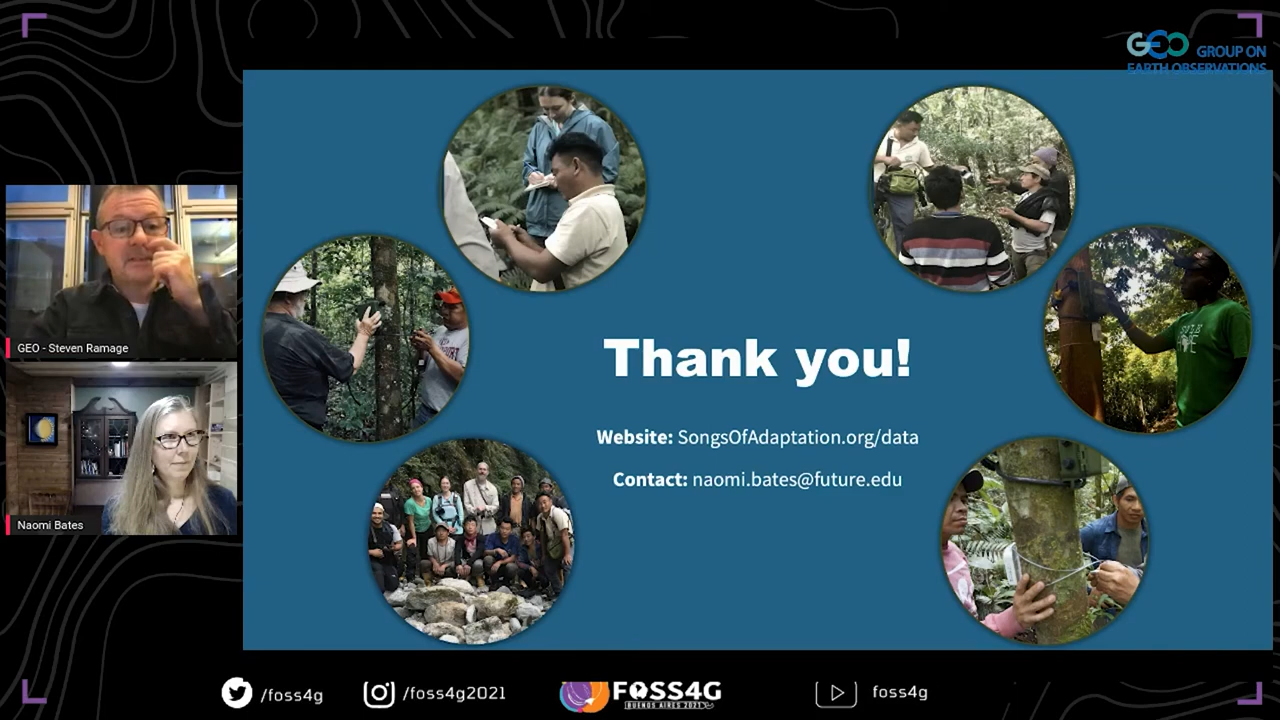 GEO GROUP ON
EARTH OBSERVATIONS
GEO - Steven Ramage
Naomi Bates
Thank you!
Website: SongsOfAdaptation.org/data
Contact: naomi.bates@future.edu
/foss4g
/foss4g2021
FOSS4G
BUENOS AIRES 2021
foss4g